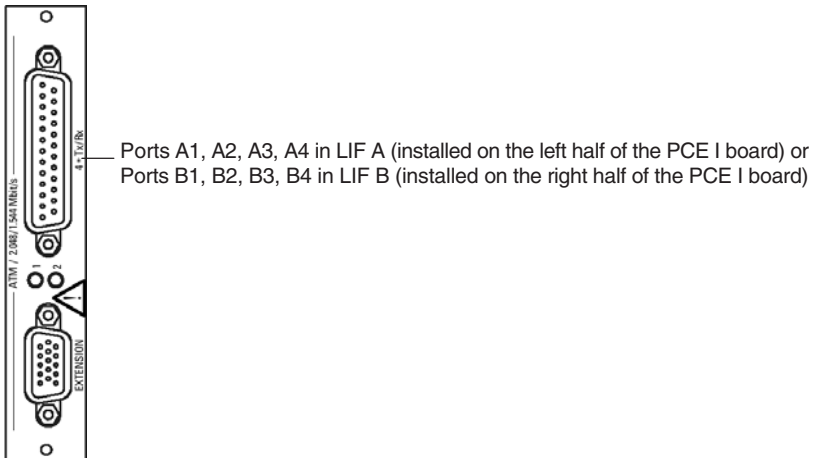 ATM / 2.048/1.544 Mbit/s
4 + Tx/Rx
Ports A1, A2, A3, A4 in LIF A (installed on the left half of the PCE I board) or
Ports B1, B2, B3, B4 in LIF B (installed on the right half of the PCE I board)
1 2
!
EXTENSION